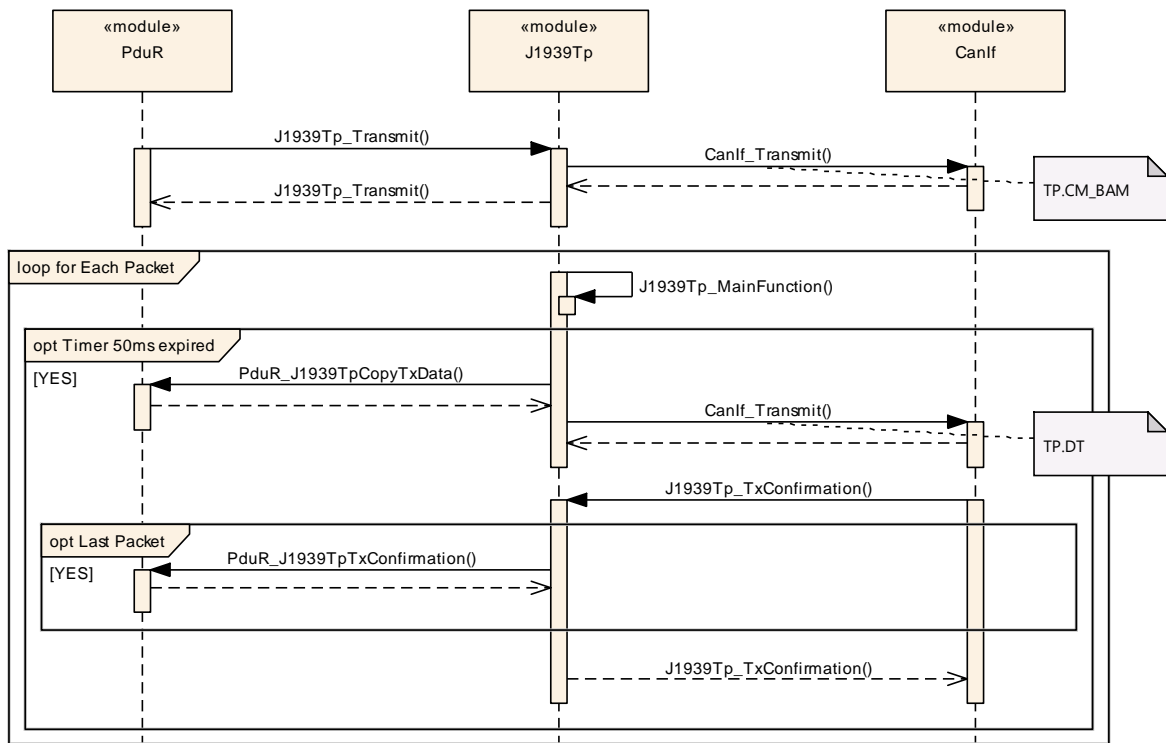 «module»
PduR
«module»
J1939Tp
«module»
CanIf
J1939Tp_Transmit()
CanIf_Transmit()
TP.CM_BAM
J1939Tp_Transmit()
loop for Each Packet
J1939Tp_MainFunction()
opt Timer 50ms expired
[YES]
PduR_J1939TpCopyTxData()
CanIf_Transmit()
TP.DT
J1939Tp_TxConfirmation()
opt Last Packet
PduR_J1939TpTxConfirmation()
[YES]
J1939Tp_TxConfirmation()